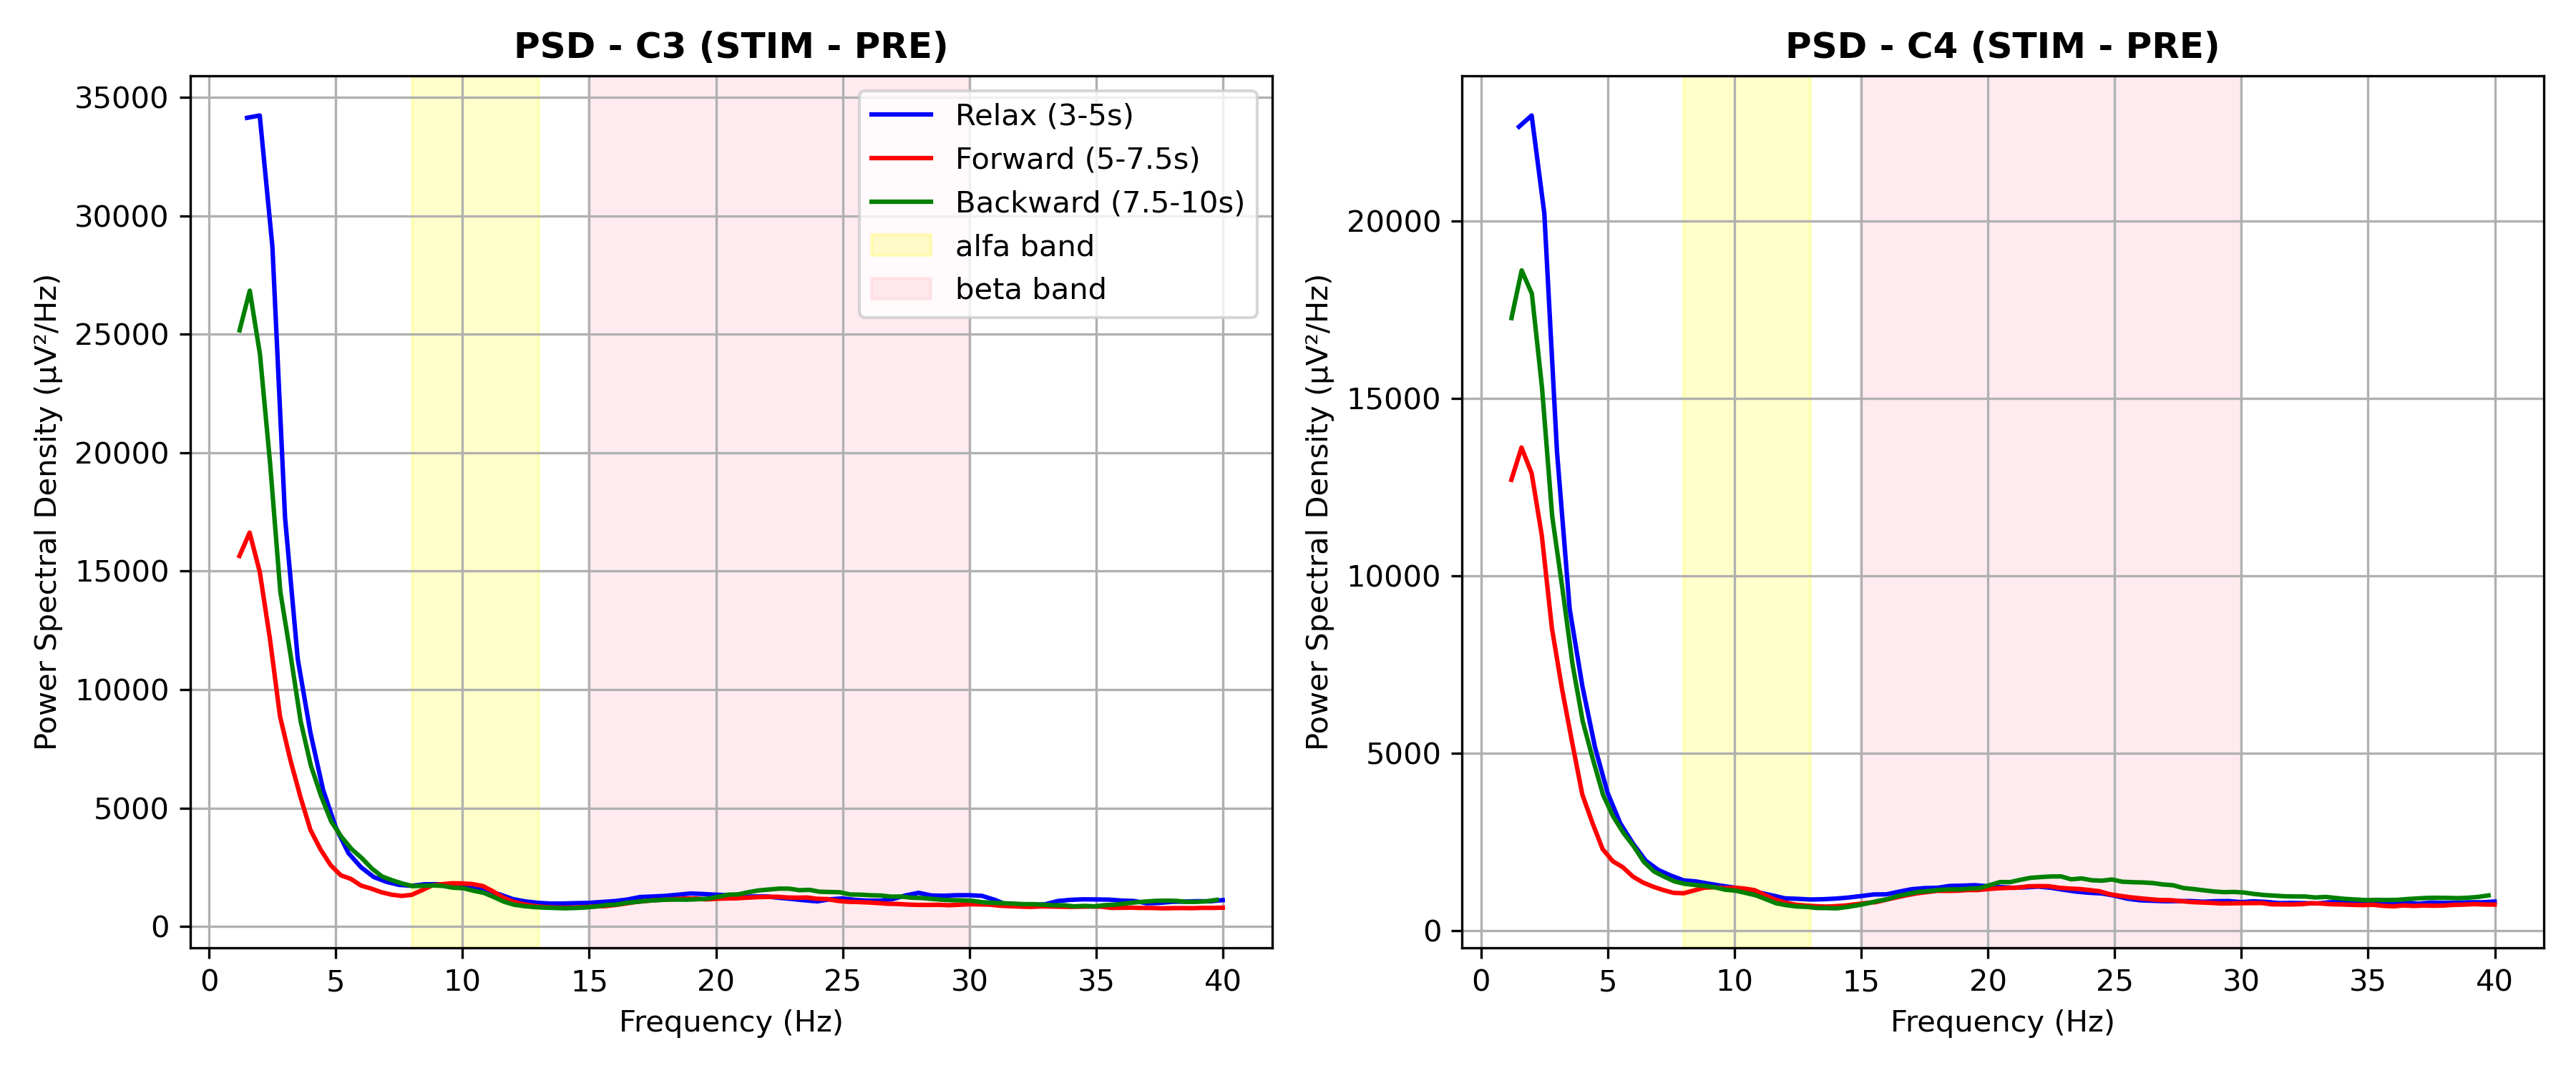 PSD - C3 (STIM - PRE)
Power Spectral Density (µV²/Hz)
35000
30000
25000
20000
15000
10000
5000
0
0 5 10 15 20 25 30 35 40
Frequency (Hz)
Relax (3-5s)
Forward (5-7.5s)
Backward (7.5-10s)
alfa band
beta band
PSD - C4 (STIM - PRE)
Power Spectral Density (µV²/Hz)
20000
15000
10000
5000
0
0 5 10 15 20 25 30 35 40
Frequency (Hz)